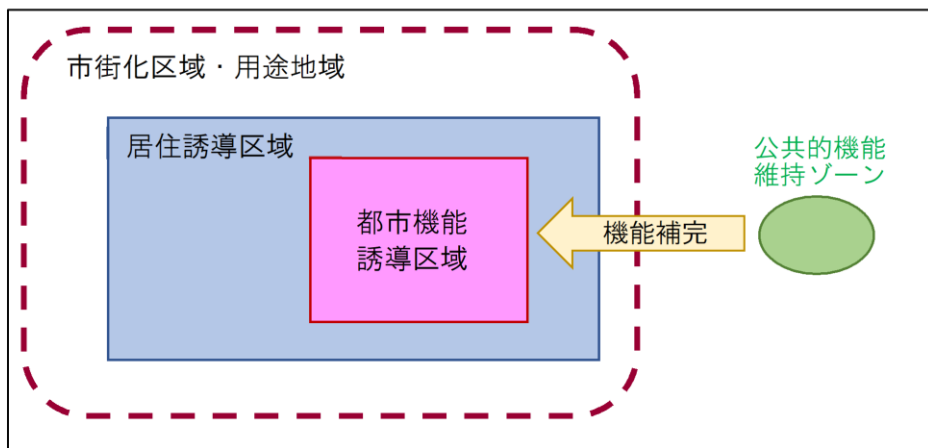 市街化区域・用途地域
居住誘導区域
都市機能
誘導区域
機能補完
公共的機能
維持ゾーン